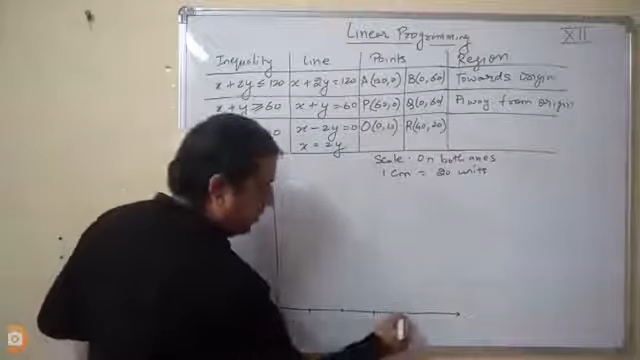 Linear Programming
XII
Inequality Line Points Region
x + 2y ≤ 120 x + 2y = 120 A(120,0) B(0,60) Towards Origin
x + y ≥ 60 x + y = 60 P(60,0) Q(0,60) Away from origin
0 x - 2y = 0 O(0,0) R(40,20)
x = 2y
Scale: On both axes
1 cm = 20 units